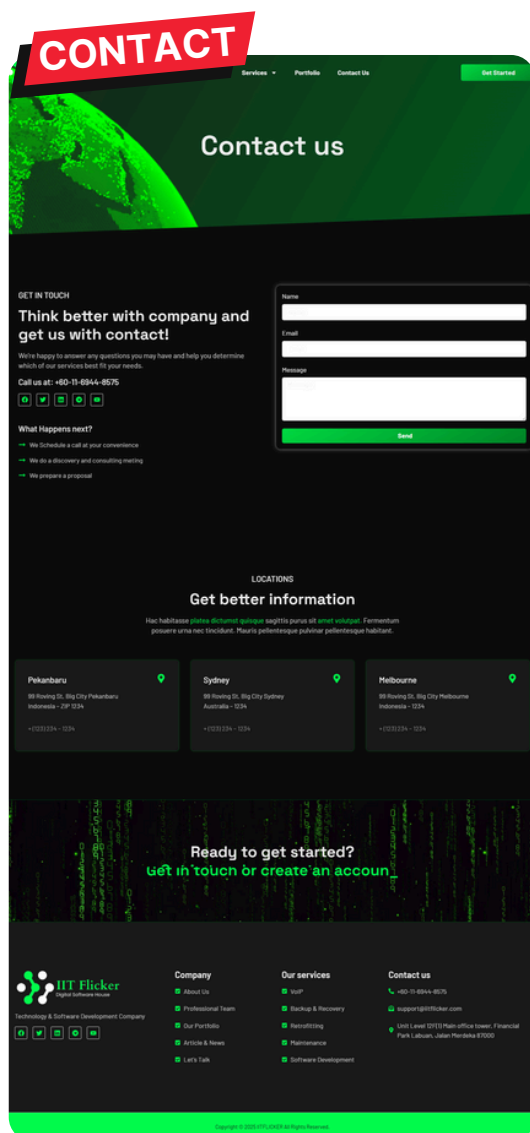 CONTACT
Services
Portfolio
Contact Us
Get Started
Contact us
GET IN TOUCH
Think better with company and
get us with contact!
We're happy to answer any questions you may have and help you determine
which of our services best fit your needs.
Call us at: +60-11-6944-8575
What Happens next?
We Schedule a call at your convenience
We do a discovery and consulting meting
We prepare a proposal
Name
Email
Message
Send
LOCATIONS
Get better information
Hac habitasse platea dictumst quisque sagittis purus sit amet volutpat. Fermentum
posuere urna nec tincidunt. Mauris pellentesque pulvinar pellentesque habitant.
Pekanbaru
99 Roving St. Big City Pekanbaru
Indonesia - ZIP 1234
+(123)334 - 1234
Sydney
99 Roving St. Big City Sydney
Australia - 1234
+(123)334 - 1234
Melbourne
99 Roving St. Big City Melbourne
Indonesia - 1234
+(123)334 - 1234
Ready to get started?
Get in touch or create an accoun_
IIT Flicker
Digital Software House
Technology & Software Development Company
Company
About Us
Professional Team
Our Portfolio
Article & News
Let's Talk
Our services
VoIP
Backup & Recovery
Retrofitting
Maintenance
Software Development
Contact us
+60-11-6944-8575
support@iitflicker.com
Unit Level 12F(1) Main office tower, Financial
Park Labuan, Jalan Merdeka 87000
Copyright © 2025 IITFLICKER All Rights Reserved.